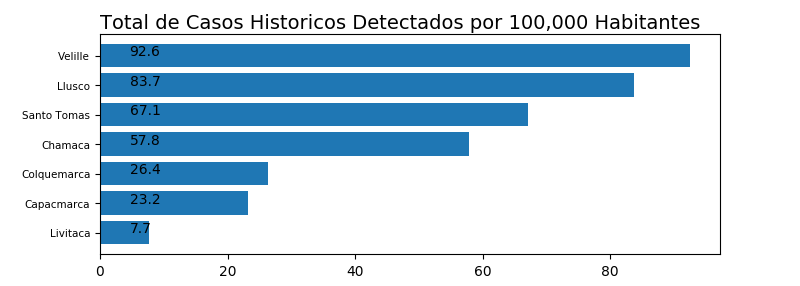 Total de Casos Historicos Detectados por 100,000 Habitantes
Velille 92.6
Llusco 83.7
Santo Tomas 67.1
Chamaca 57.8
Colquemarca 26.4
Capacmarca 23.2
Livitaca 7.7
0 20 40 60 80